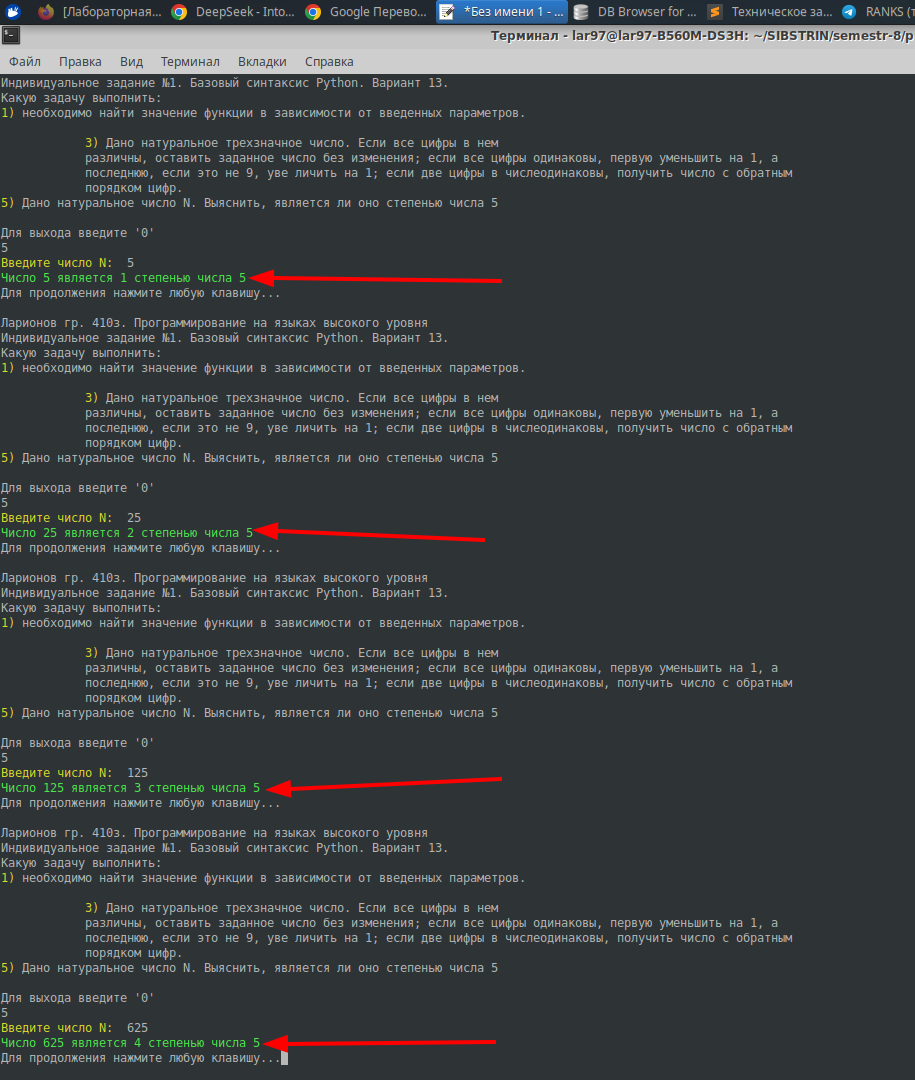 [Лабораторная...
DeepSeek - Into...
Google Перево...
*Без имени 1 - ...
DB Browser for ...
Техническое за...
RANKS (т
Терминал - lar97@lar97-B560M-DS3H: ~/SIBSTRIN/semestr-8/p
Файл Правка Вид Терминал Вкладки Справка
Индивидуальное задание №1. Базовый синтаксис Python. Вариант 13.
Какую задачу выполнить:
1) необходимо найти значение функции в зависимости от введенных параметров.
3) Дано натуральное трехзначное число. Если все цифры в нем
различны, оставить заданное число без изменения; если все цифры одинаковы, первую уменьшить на 1, а
последнюю, если это не 9, уве личить на 1; если две цифры в числеодинаковы, получить число с обратным
порядком цифр.
5) Дано натуральное число N. Выяснить, является ли оно степенью числа 5
Для выхода введите '0'
5
Введите число N:  5
Число 5 является 1 степенью числа 5
Для продолжения нажмите любую клавишу...
Ларионов гр. 410з. Программирование на языках высокого уровня
Индивидуальное задание №1. Базовый синтаксис Python. Вариант 13.
Какую задачу выполнить:
1) необходимо найти значение функции в зависимости от введенных параметров.
3) Дано натуральное трехзначное число. Если все цифры в нем
различны, оставить заданное число без изменения; если все цифры одинаковы, первую уменьшить на 1, а
последнюю, если это не 9, уве личить на 1; если две цифры в числеодинаковы, получить число с обратным
порядком цифр.
5) Дано натуральное число N. Выяснить, является ли оно степенью числа 5
Для выхода введите '0'
5
Введите число N:  25
Число 25 является 2 степенью числа 5
Для продолжения нажмите любую клавишу...
Ларионов гр. 410з. Программирование на языках высокого уровня
Индивидуальное задание №1. Базовый синтаксис Python. Вариант 13.
Какую задачу выполнить:
1) необходимо найти значение функции в зависимости от введенных параметров.
3) Дано натуральное трехзначное число. Если все цифры в нем
различны, оставить заданное число без изменения; если все цифры одинаковы, первую уменьшить на 1, а
последнюю, если это не 9, уве личить на 1; если две цифры в числеодинаковы, получить число с обратным
порядком цифр.
5) Дано натуральное число N. Выяснить, является ли оно степенью числа 5
Для выхода введите '0'
5
Введите число N:  125
Число 125 является 3 степенью числа 5
Для продолжения нажмите любую клавишу...
Ларионов гр. 410з. Программирование на языках высокого уровня
Индивидуальное задание №1. Базовый синтаксис Python. Вариант 13.
Какую задачу выполнить:
1) необходимо найти значение функции в зависимости от введенных параметров.
3) Дано натуральное трехзначное число. Если все цифры в нем
различны, оставить заданное число без изменения; если все цифры одинаковы, первую уменьшить на 1, а
последнюю, если это не 9, уве личить на 1; если две цифры в числеодинаковы, получить число с обратным
порядком цифр.
5) Дано натуральное число N. Выяснить, является ли оно степенью числа 5
Для выхода введите '0'
5
Введите число N:  625
Число 625 является 4 степенью числа 5
Для продолжения нажмите любую клавишу...